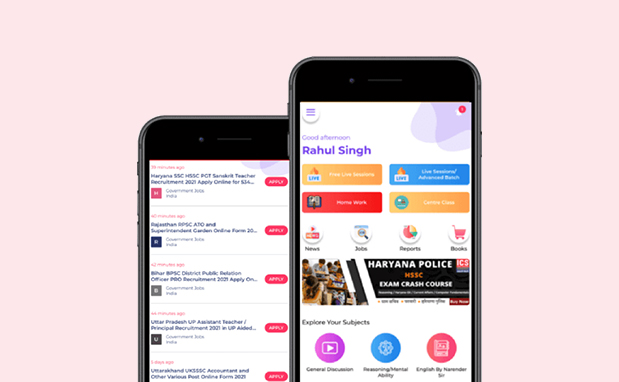 39 minutes ago
Haryana SSC HSSC PGT Sanskrit Teacher
Recruitment 2021 Apply Online for 534...
APPLY
H
Government Jobs
India
40 minutes ago
Rajasthan RPSC ATG and
Superintendent Garden Online Form 20...
APPLY
R
Government Jobs
India
42 minutes ago
Bihar BPSC District Public Relation
Officer PRO Recruitment 2021 Apply On...
APPLY
B
Government Jobs
India
44 minutes ago
Uttar Pradesh UP Assistant Teacher /
Principal Recruitment 2021 in UP Aided...
APPLY
U
Government Jobs
India
5 days ago
Uttarakhand UKSSSC Accountant and
Other Various Post Online Form 2021
APPLY
Good afternoon
Rahul Singh
LIVE
Free Live Sessions
LIVE
Live Sessions/
Advanced Batch
Home Work
Centre Class
News
Jobs
Reports
Books
HARYANA POLICE
HSSC
EXAM CRASH COURSE
ICS
Buy Now
Explore Your Subjects
General Discussion
Reasoning/Mental
Ability
English By Narender
Sir